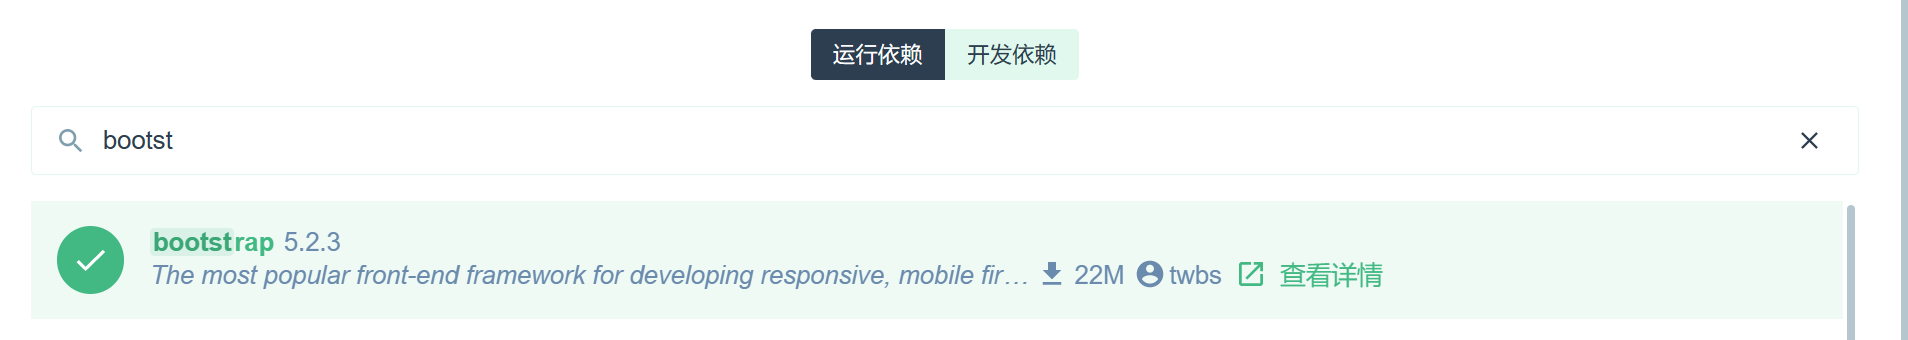 运行依赖 开发依赖
bootst
bootstrap 5.2.3
The most popular front-end framework for developing responsive, mobile fir… 22M twbs 查看详情